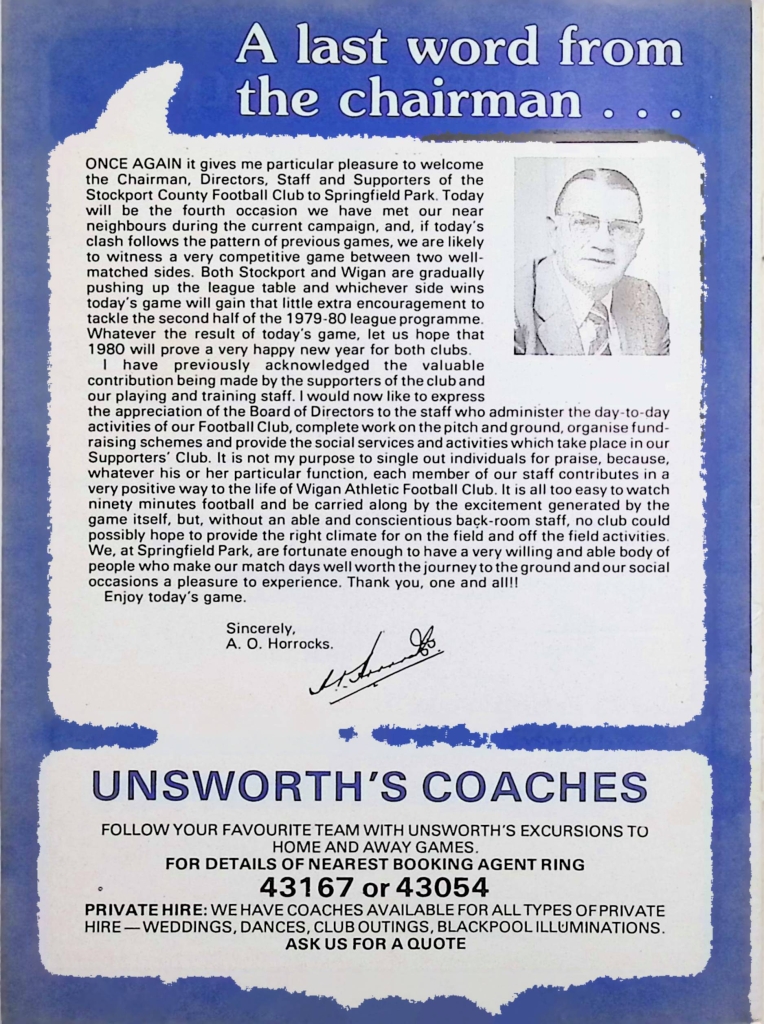 A last word from
the chairman . . .
ONCE AGAIN it gives me particular pleasure to welcome
the Chairman, Directors, Staff and Supporters of the
Stockport County Football Club to Springfield Park. Today
will be the fourth occasion we have met our near
neighbours during the current campaign, and, if today's
clash follows the pattern of previous games, we are likely
to witness a very competitive game between two well-
matched sides. Both Stockport and Wigan are gradually
pushing up the league table and whichever side wins
today's game will gain that little extra encouragement to
tackle the second half of the 1979-80 league programme.
Whatever the result of today's game, let us hope that
1980 will prove a very happy new year for both clubs.
I have previously acknowledged the valuable
contribution being made by the supporters of the club and
our playing and training staff. I would now like to express
the appreciation of the Board of Directors to the staff who administer the day-to-day
activities of our Football Club, complete work on the pitch and ground, organise fund-
raising schemes and provide the social services and activities which take place in our
Supporters' Club. It is not my purpose to single out individuals for praise, because,
whatever his or her particular function, each member of our staff contributes in a
very positive way to the life of Wigan Athletic Football Club. It is all too easy to watch
ninety minutes football and be carried along by the excitement generated by the
game itself, but, without an able and conscientious back-room staff, no club could
possibly hope to provide the right climate for on the field and off the field activities.
We, at Springfield Park, are fortunate enough to have a very willing and able body of
people who make our match days well worth the journey to the ground and our social
occasions a pleasure to experience. Thank you, one and all!!
Enjoy today's game.
Sincerely,
A. O. Horrocks.
UNSWORTH'S COACHES
FOLLOW YOUR FAVOURITE TEAM WITH UNSWORTH'S EXCURSIONS TO
HOME AND AWAY GAMES.
FOR DETAILS OF NEAREST BOOKING AGENT RING
43167 or 43054
PRIVATE HIRE: WE HAVE COACHES AVAILABLE FOR ALL TYPES OF PRIVATE
HIRE — WEDDINGS, DANCES, CLUB OUTINGS, BLACKPOOL ILLUMINATIONS.
ASK US FOR A QUOTE